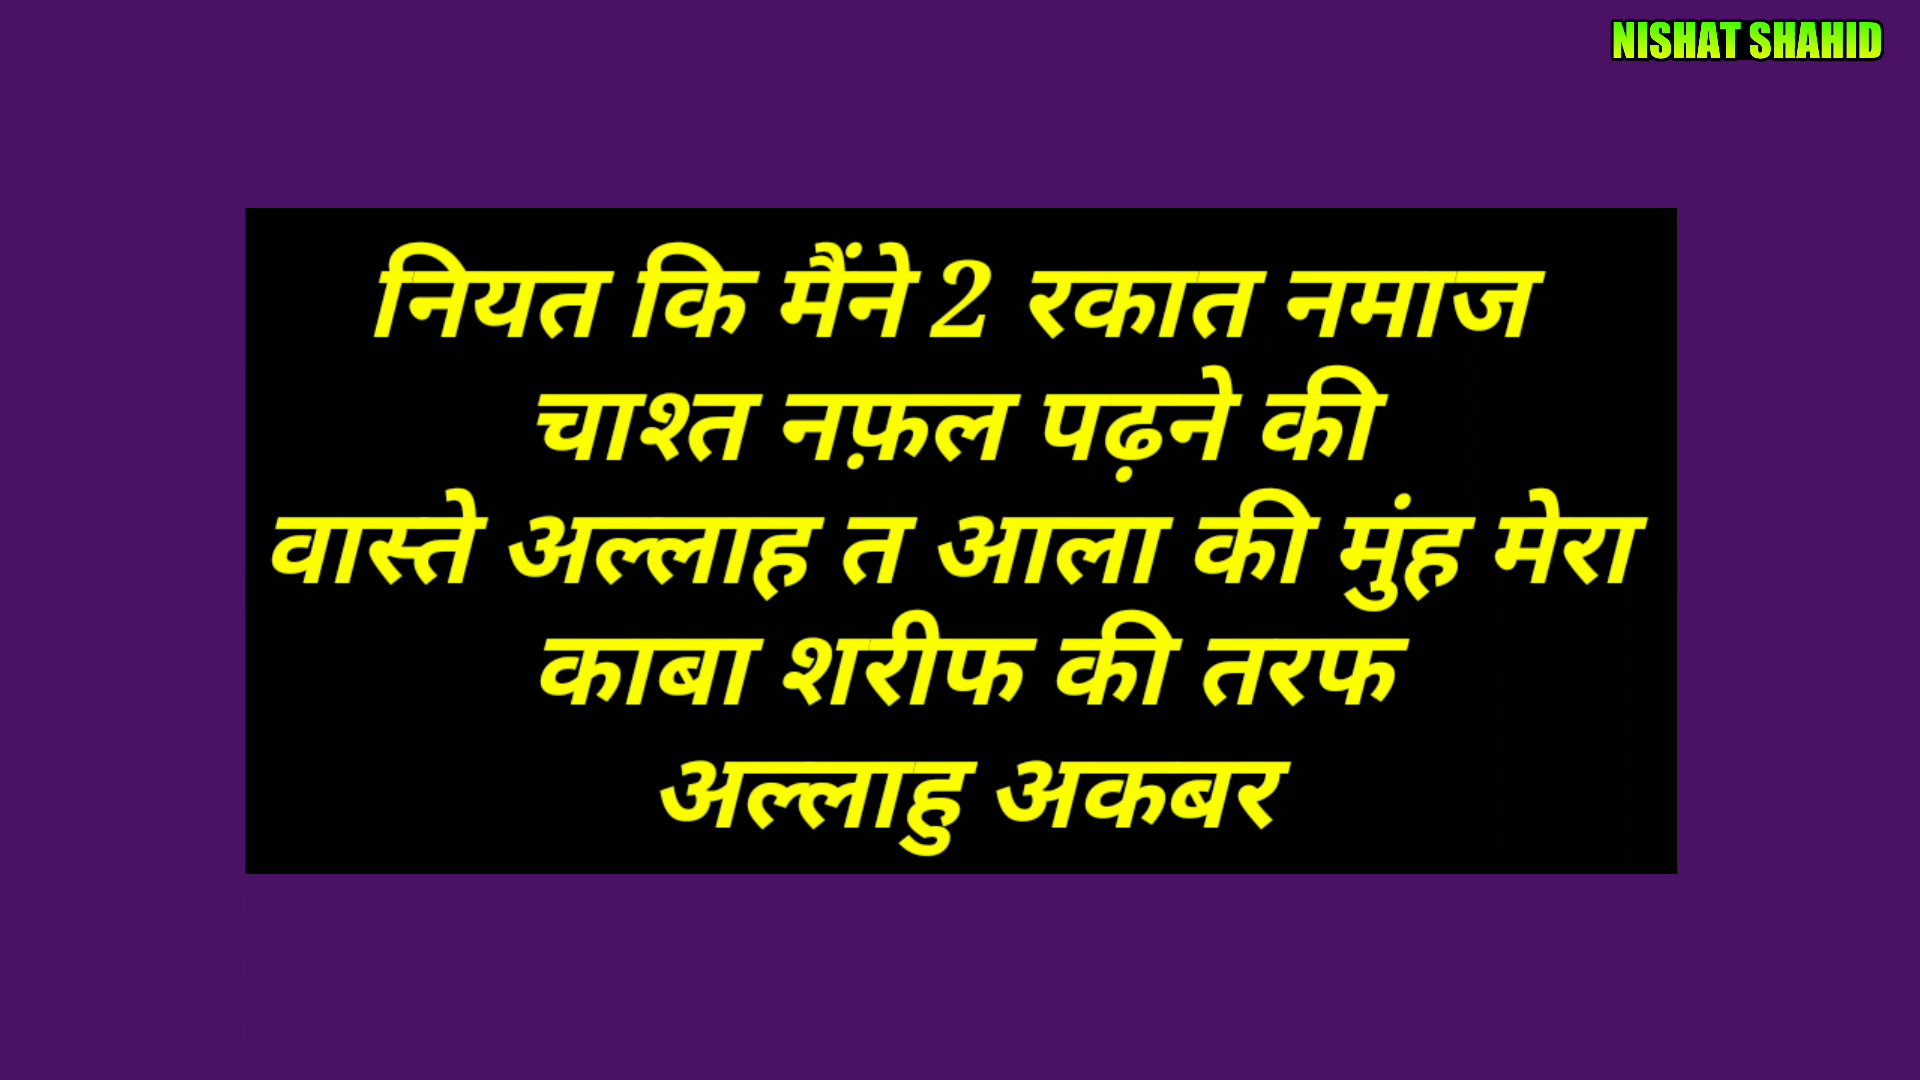 NISHAT SHAHID
नियत कि मैंने 2 रकात नमाज
चाश्त नफ़ल पढ़ने की
वास्ते अल्लाह त आला की मुंह मेरा
काबा शरीफ की तरफ
अल्लाहु अकबर